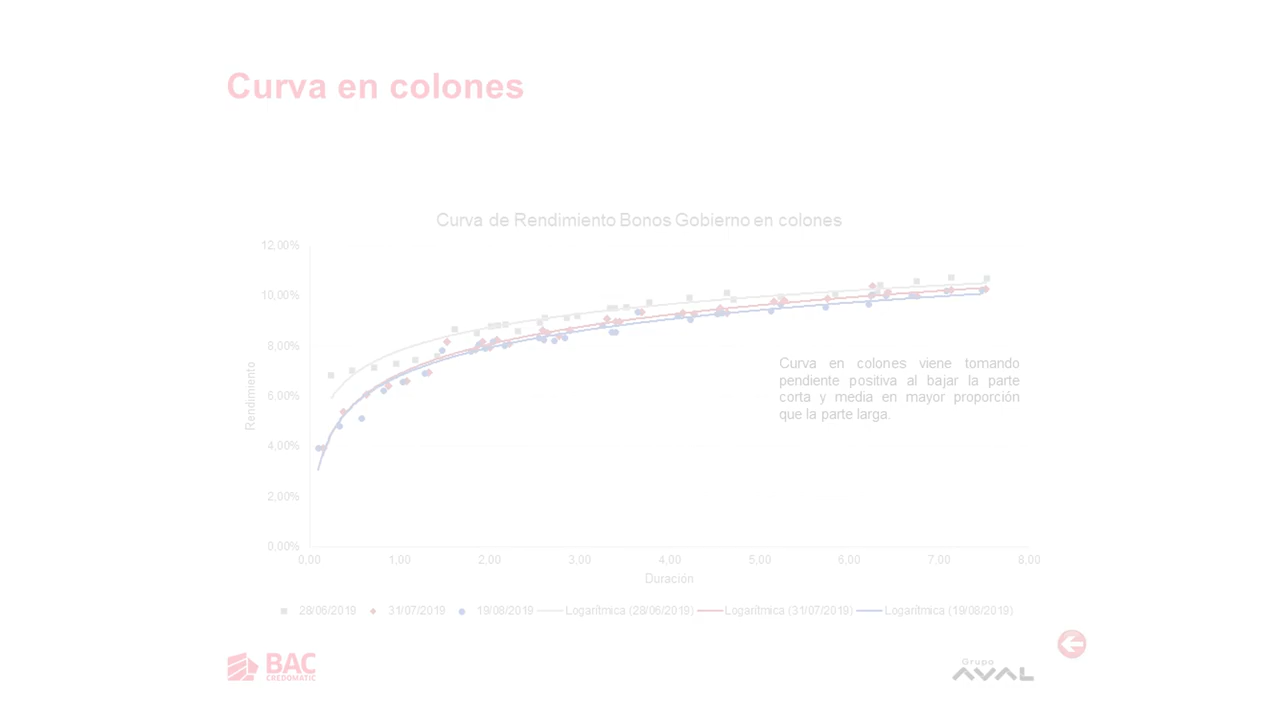 Curva en colones
Curva de Rendimiento Bonos Gobierno en colones
12,00%
10,00%
8,00%
6,00%
4,00%
2,00%
0,00%
Rendimiento
Curva en colones viene tomando
pendiente positiva al bajar la parte
corta y media en mayor proporción
que la parte larga.
0,00 1,00 2,00 3,00 4,00 5,00 6,00 7,00 8,00
Duración
28/06/2019 31/07/2019 19/08/2019 Logarítmica (28/06/2019) Logarítmica (31/07/2019) Logarítmica (19/08/2019)
BAC
CREDOMATIC
Grupo
AVAL